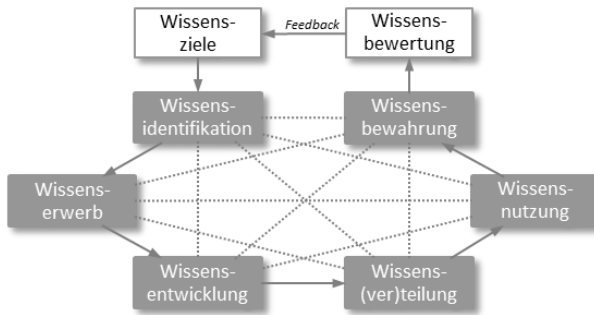 Wissens-
ziele
Feedback
Wissens-
bewertung
Wissens-
identifikation
Wissens-
bewahrung
Wissens-
erwerb
Wissens-
nutzung
Wissens-
entwicklung
Wissens-
(ver)teilung